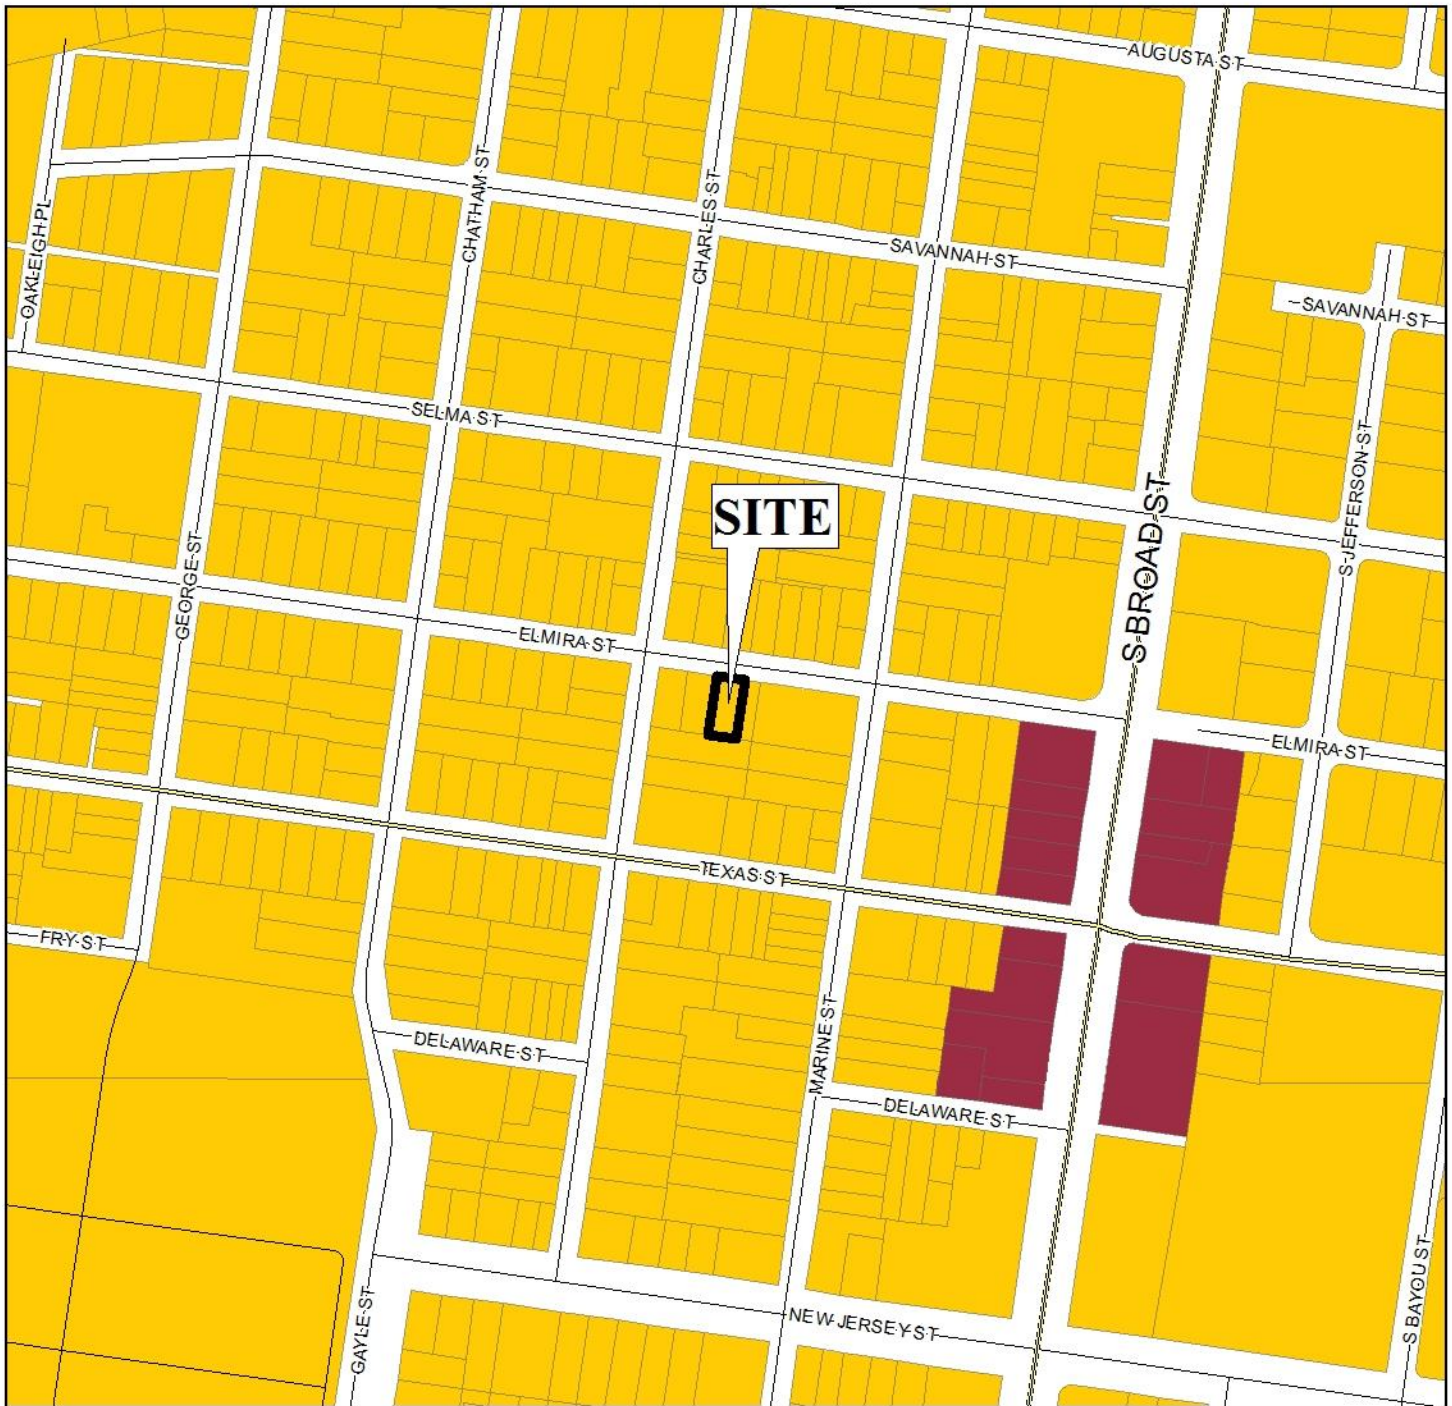 AUGUSTA ST
CHATHAM ST
CHARLES ST
OAKLEIGH PL
SAVANNAH ST
SAVANNAH ST
SELMA ST
S JEFFERSON ST
SITE
S BROAD ST
GEORGE ST
ELMIRA ST
ELMIRA ST
TEXAS ST
FRY ST
MARINE ST
DELAWARE ST
DELAWARE ST
S BAYOU ST
GAYLE ST
NEW JERSEY ST